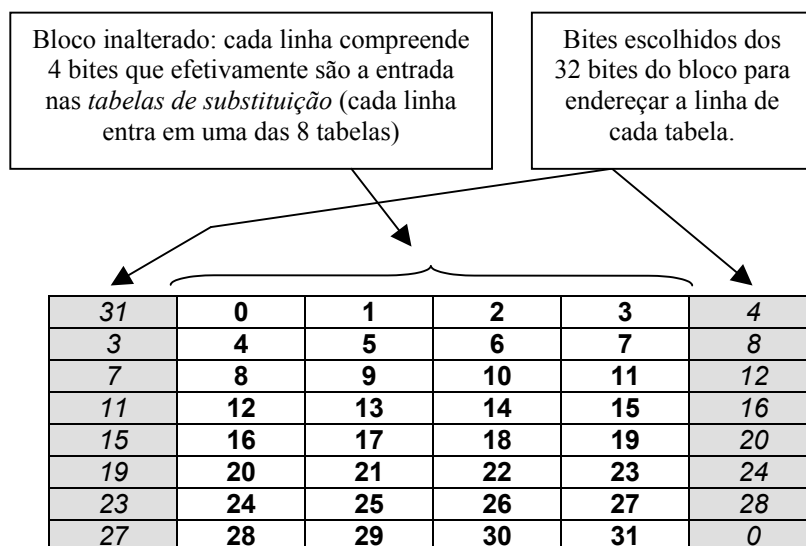 Bloco inalterado: cada linha compreende
4 bites que efetivamente são a entrada
nas tabelas de substituição (cada linha
entra em uma das 8 tabelas)
Bites escolhidos dos
32 bites do bloco para
endereçar a linha de
cada tabela.
31 0 1 2 3 4
3 4 5 6 7 8
7 8 9 10 11 12
11 12 13 14 15 16
15 16 17 18 19 20
19 20 21 22 23 24
23 24 25 26 27 28
27 28 29 30 31 0